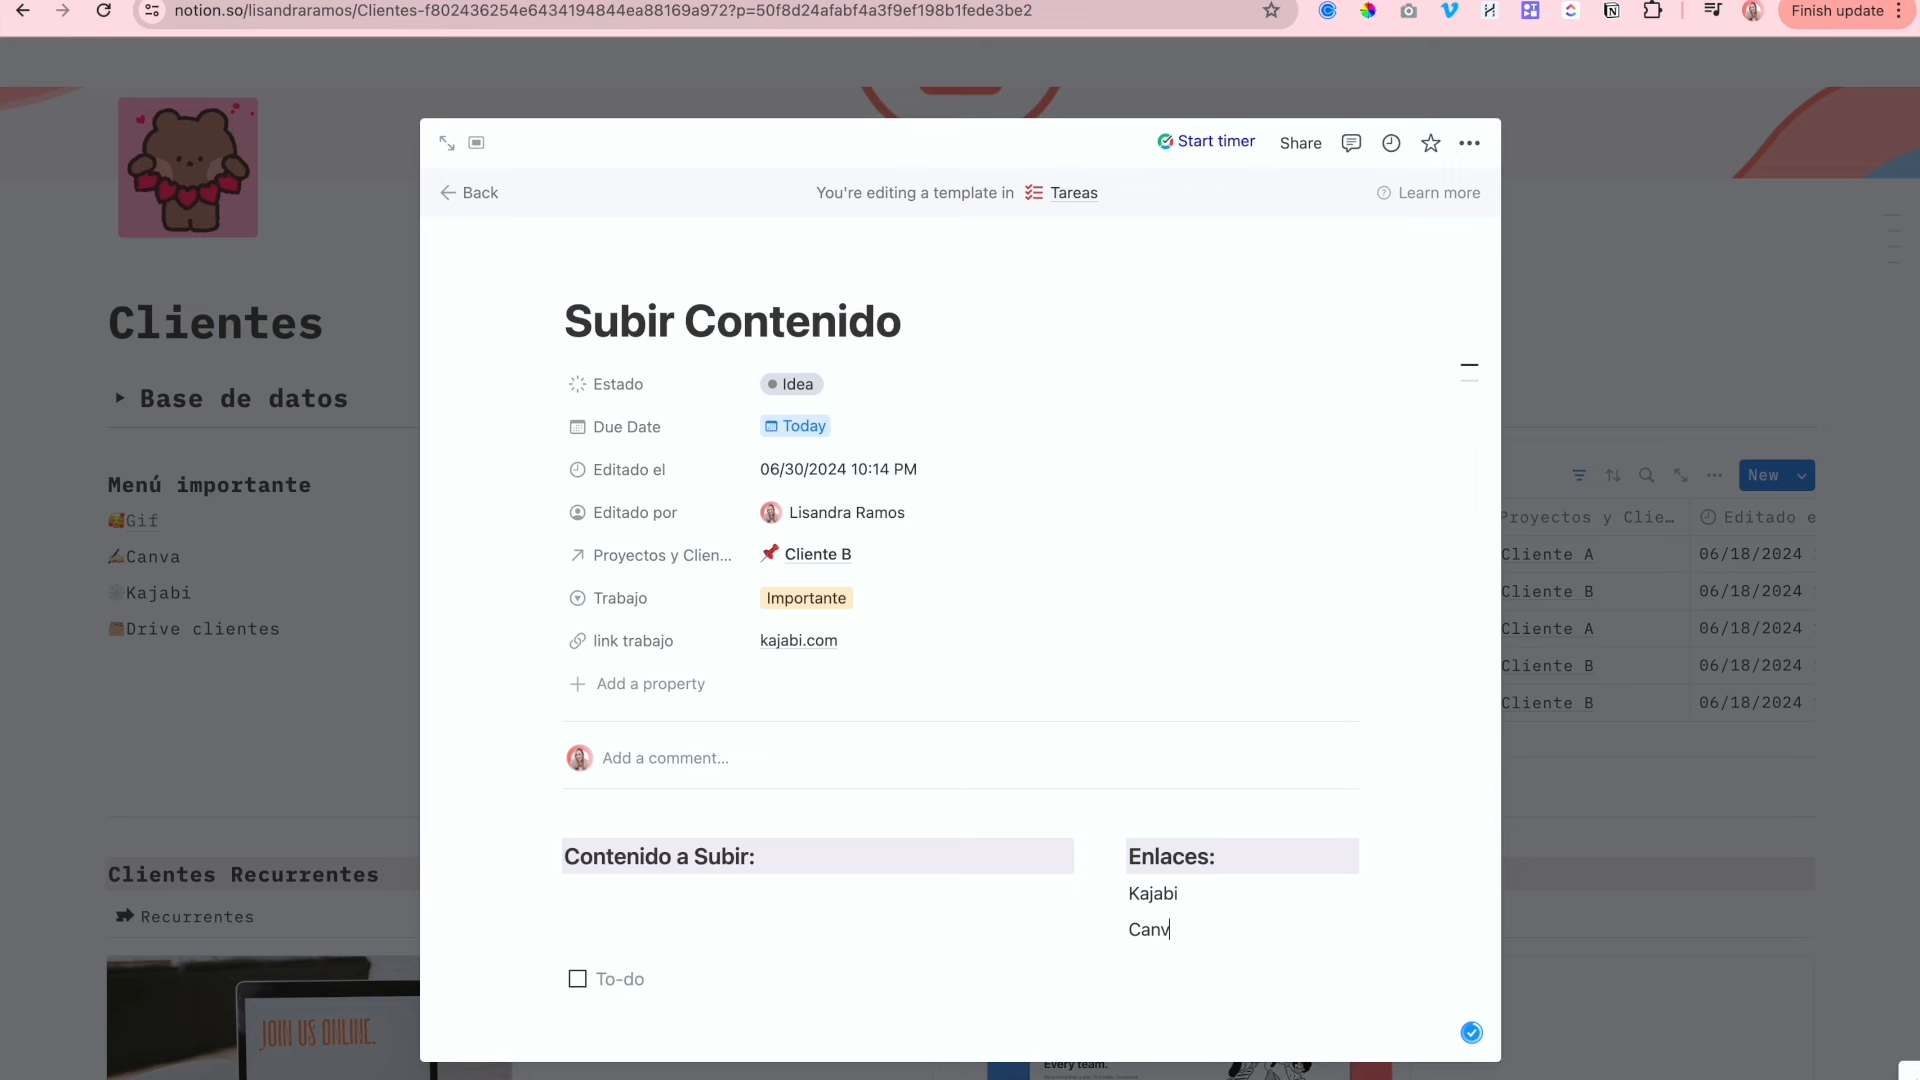 notion.so/lisandraramos/Clientes-f802436254e6434194844ea88169a972?p=50f8d24afabf4a3f9ef198b1fede3be2
Finish update
Start timer
Share
Back
You're editing a template in Tareas
Learn more
Subir Contenido
Estado Idea
Due Date Today
Editado el 06/30/2024 10:14 PM
Editado por Lisandra Ramos
Proyectos y Clien... Cliente B
Trabajo Importante
link trabajo kajabi.com
Add a property
Add a comment...
Contenido a Subir:
Enlaces:
Kajabi
Canv
To-do
Clientes
Base de datos
Menú importante
Gif
Canva
Kajabi
Drive clientes
New
Proyectos y Clie… Editado e
Cliente A 06/18/2024
Cliente B 06/18/2024
Cliente A 06/18/2024
Cliente B 06/18/2024
Cliente B 06/18/2024
Clientes Recurrentes
Recurrentes
JOIN US ONLINE.
Every team.